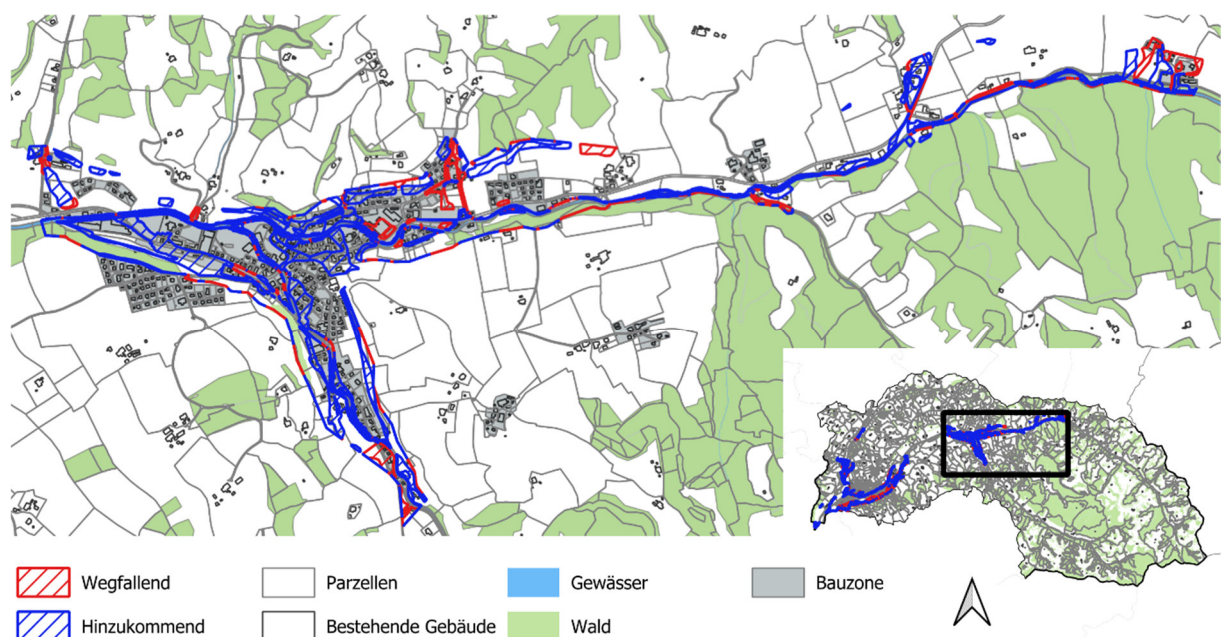 Wegfallend
Parzellen
Gewässer
Bauzone
Hinzukommend
Bestehende Gebäude
Wald